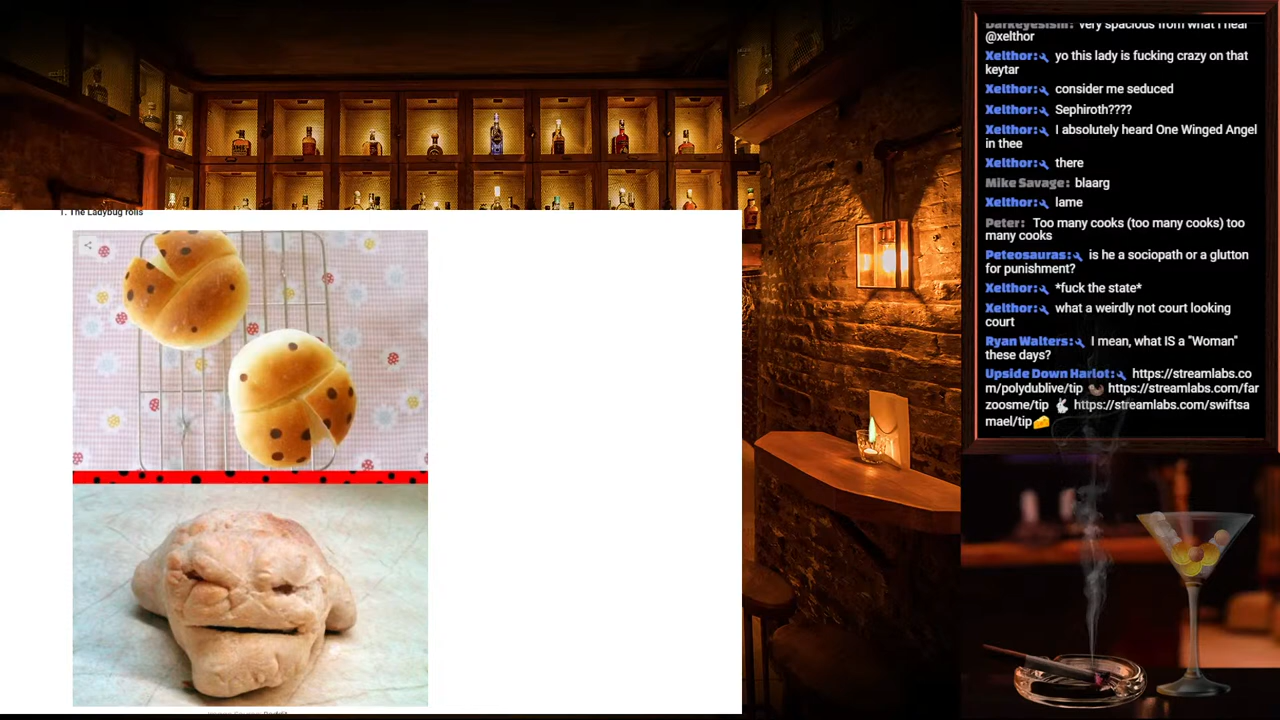 1. The Ladybug rolls
Darkeyesisin: Very spacious from what I hear
@xelthor
Xelthor: yo this lady is fucking crazy on that
keytar
Xelthor: consider me seduced
Xelthor: Sephiroth????
Xelthor: I absolutely heard One Winged Angel
in thee
Xelthor: there
Mike Savage: blaarg
Xelthor: lame
Peter: Too many cooks (too many cooks) too
many cooks
Peteosauras: is he a sociopath or a glutton
for punishment?
Xelthor: *fuck the state*
Xelthor: what a weirdly not court looking
court
Ryan Walters: I mean, what IS a "Woman"
these days?
Upside Down Harlot: https://streamlabs.co
m/polydublive/tip https://streamlabs.com/far
zoosme/tip https://streamlabs.com/swiftsa
mael/tip